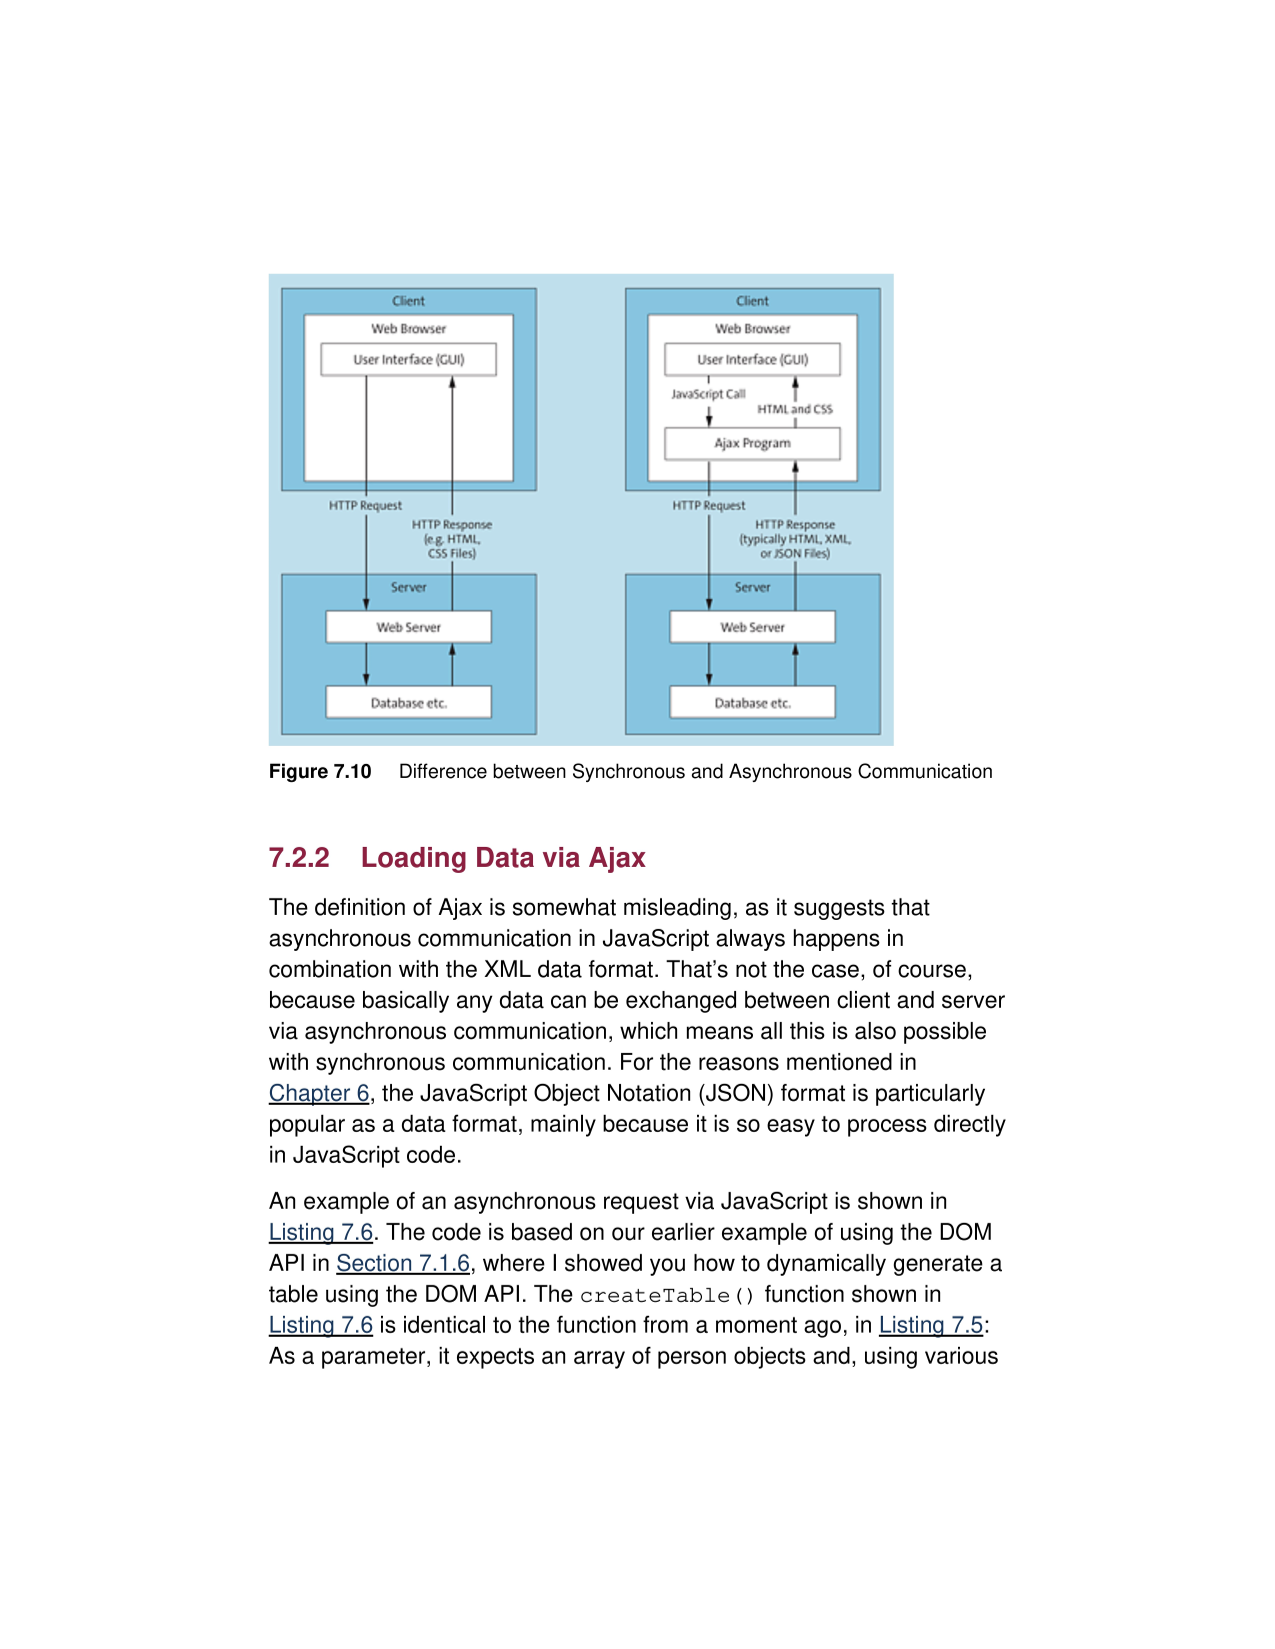 Client
Web Browser
User Interface (GUI)
HTTP Request
HTTP Response
(e.g. HTML,
CSS Files)
Server
Web Server
Database etc.
Client
Web Browser
User Interface (GUI)
JavaScript Call
HTML and CSS
Ajax Program
HTTP Request
HTTP Response
(typically HTML, XML,
or JSON Files)
Server
Web Server
Database etc.
Figure 7.10 Difference between Synchronous and Asynchronous Communication
7.2.2 Loading Data via Ajax
The definition of Ajax is somewhat misleading, as it suggests that
asynchronous communication in JavaScript always happens in
combination with the XML data format. That’s not the case, of course,
because basically any data can be exchanged between client and server
via asynchronous communication, which means all this is also possible
with synchronous communication. For the reasons mentioned in
Chapter 6, the JavaScript Object Notation (JSON) format is particularly
popular as a data format, mainly because it is so easy to process directly
in JavaScript code.
An example of an asynchronous request via JavaScript is shown in
Listing 7.6. The code is based on our earlier example of using the DOM
API in Section 7.1.6, where I showed you how to dynamically generate a
table using the DOM API. The createTable() function shown in
Listing 7.6 is identical to the function from a moment ago, in Listing 7.5:
As a parameter, it expects an array of person objects and, using various